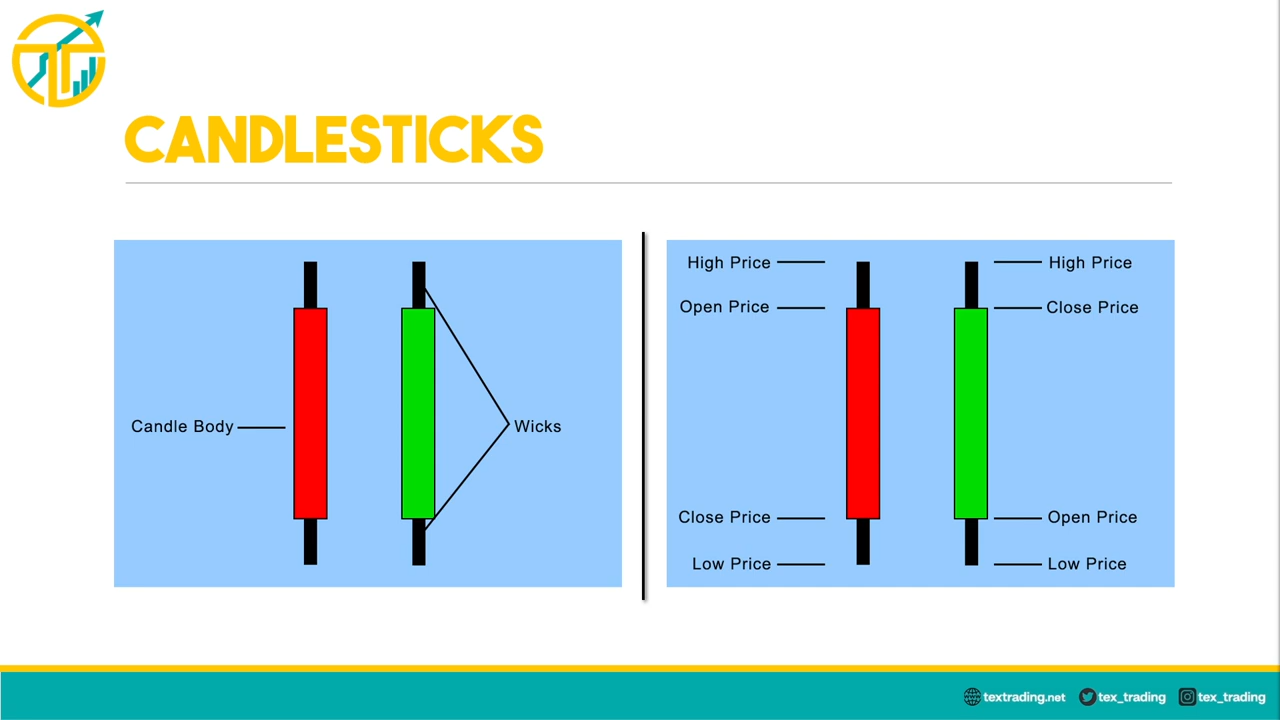 CANDLESTICKS
Candle Body
Wicks
High Price
Open Price
Close Price
Low Price
High Price
Close Price
Open Price
Low Price
textrading.net tex_trading tex_trading